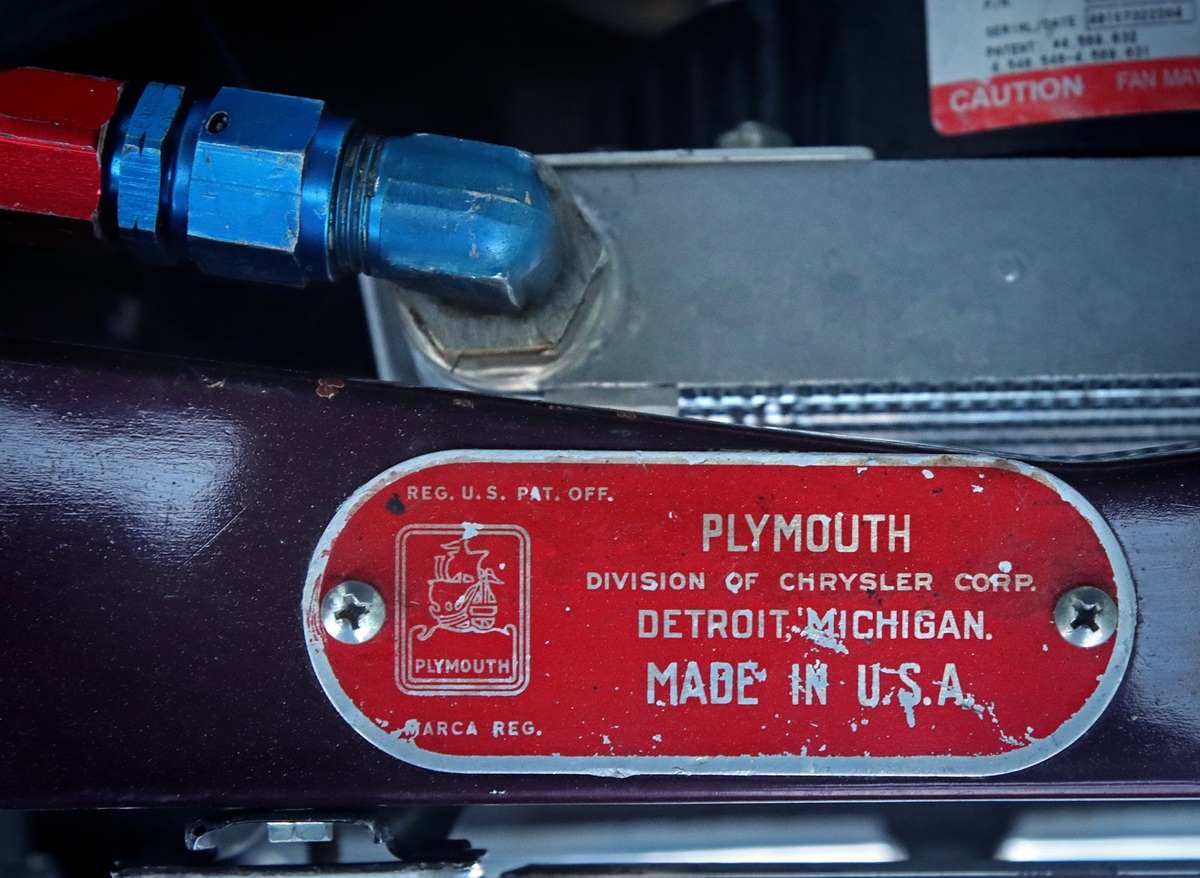 SERIAL/DATE
PATENT
CAUTION FAN MAY
REG. U.S. PAT. OFF.
PLYMOUTH
DIVISION OF CHRYSLER CORP.
DETROIT, MICHIGAN.
MADE IN U.S.A.
PLYMOUTH
MARCA REG.